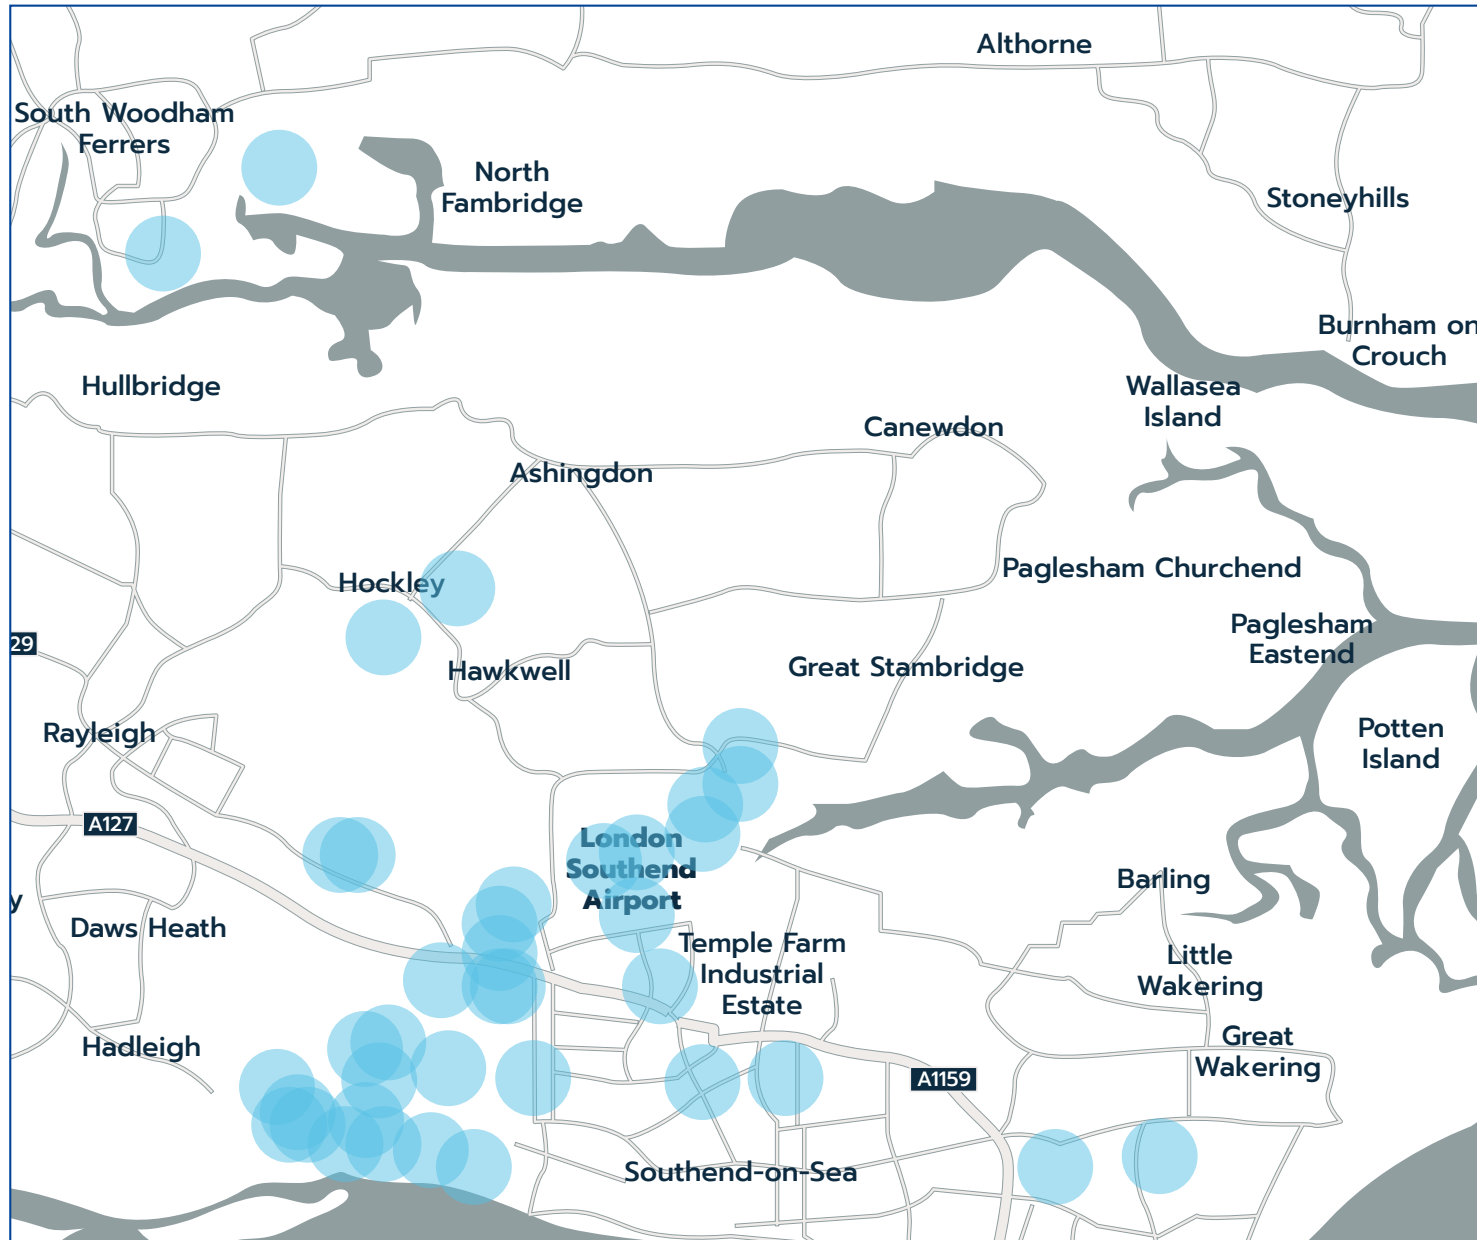 Althorne
South Woodham
Ferrers
North
Fambridge
Stoneyhills
Burnham on
Crouch
Hullbridge
Wallasea
Island
Canewdon
Ashingdon
Paglesham Churchend
Hockley
Paglesham
Eastend
29
Hawkwell
Great Stambridge
Rayleigh
Potten
Island
A127
London
Southend
Airport
Barling
y
Daws Heath
Temple Farm
Industrial
Estate
Little
Wakering
Hadleigh
Great
Wakering
A1159
Southend-on-Sea